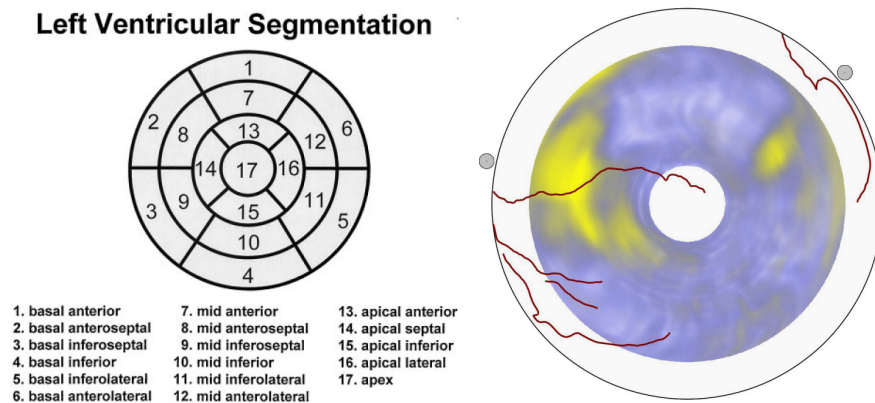 Left Ventricular Segmentation
1
7
2
8
13
12
6
14
17
16
3
9
15
11
5
10
4
1. basal anterior
2. basal anteroseptal
3. basal inferoseptal
4. basal inferior
5. basal inferolateral
6. basal anterolateral
7. mid anterior
8. mid anteroseptal
9. mid inferoseptal
10. mid inferior
11. mid inferolateral
12. mid anterolateral
13. apical anterior
14. apical septal
15. apical inferior
16. apical lateral
17. apex